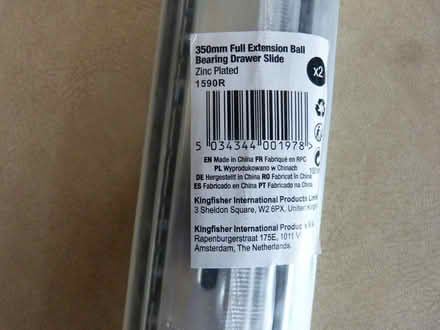 350mm Full Extension Ball
Bearing Drawer Slide
Zinc Plated
1590R
x2
5 034344 001978 >
EN Made in China FR Fabriqué en RPC
PL Wyprodukowano w Chinach
DE Hergestellt in China RO Fabricat în China
ES Fabricado en China PT Fabricado na China
Kingfisher International Products
3 Sheldon Square, W2 6PX, United
Kingfisher International
Rapenburgerstraat 175E, 1011
Amsterdam, The Netherlands.